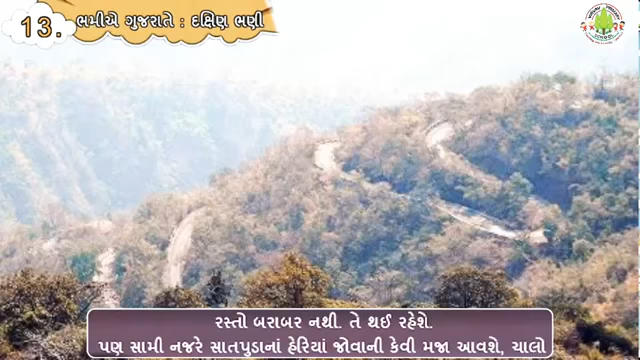 13.
ભમીએ ગુજરાતે : દક્ષિણ ભણી
રસ્તો બરાબર નથી. તે થઈ રહેશે.
પણ સામી નજરે સાતપુડાનાં હેરિયાં જોવાની કેવી મજા આવશે, ચાલો